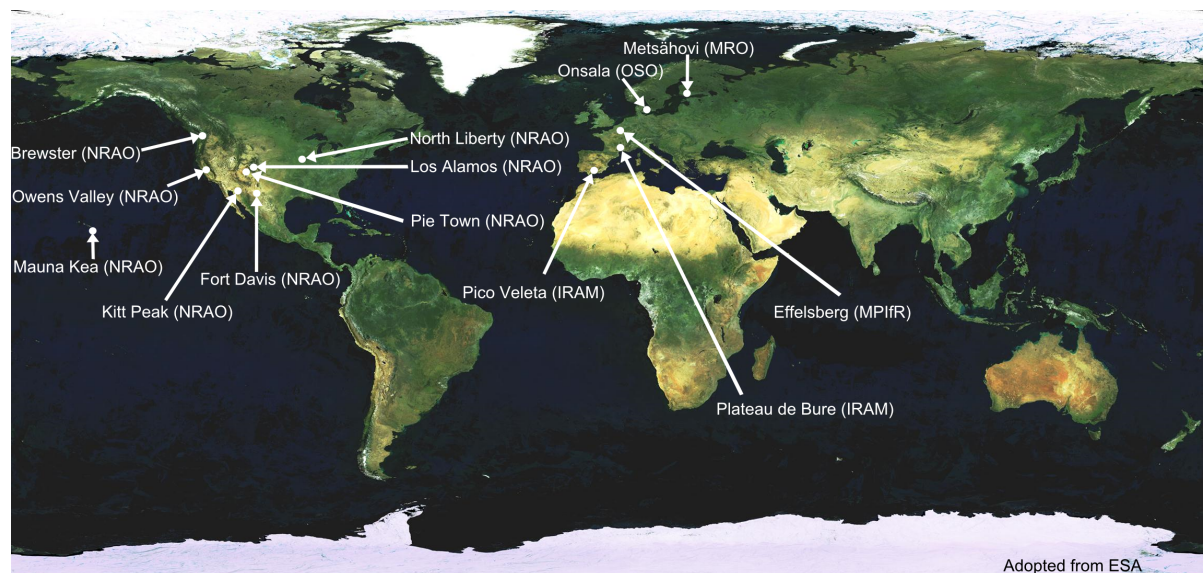 Metsähovi (MRO)
Onsala (OSO)
North Liberty (NRAO)
Brewster (NRAO)
Los Alamos (NRAO)
Owens Valley (NRAO)
Pie Town (NRAO)
Mauna Kea (NRAO)
Fort Davis (NRAO)
Pico Veleta (IRAM)
Kitt Peak (NRAO)
Effelsberg (MPIfR)
Plateau de Bure (IRAM)
Adopted from ESA